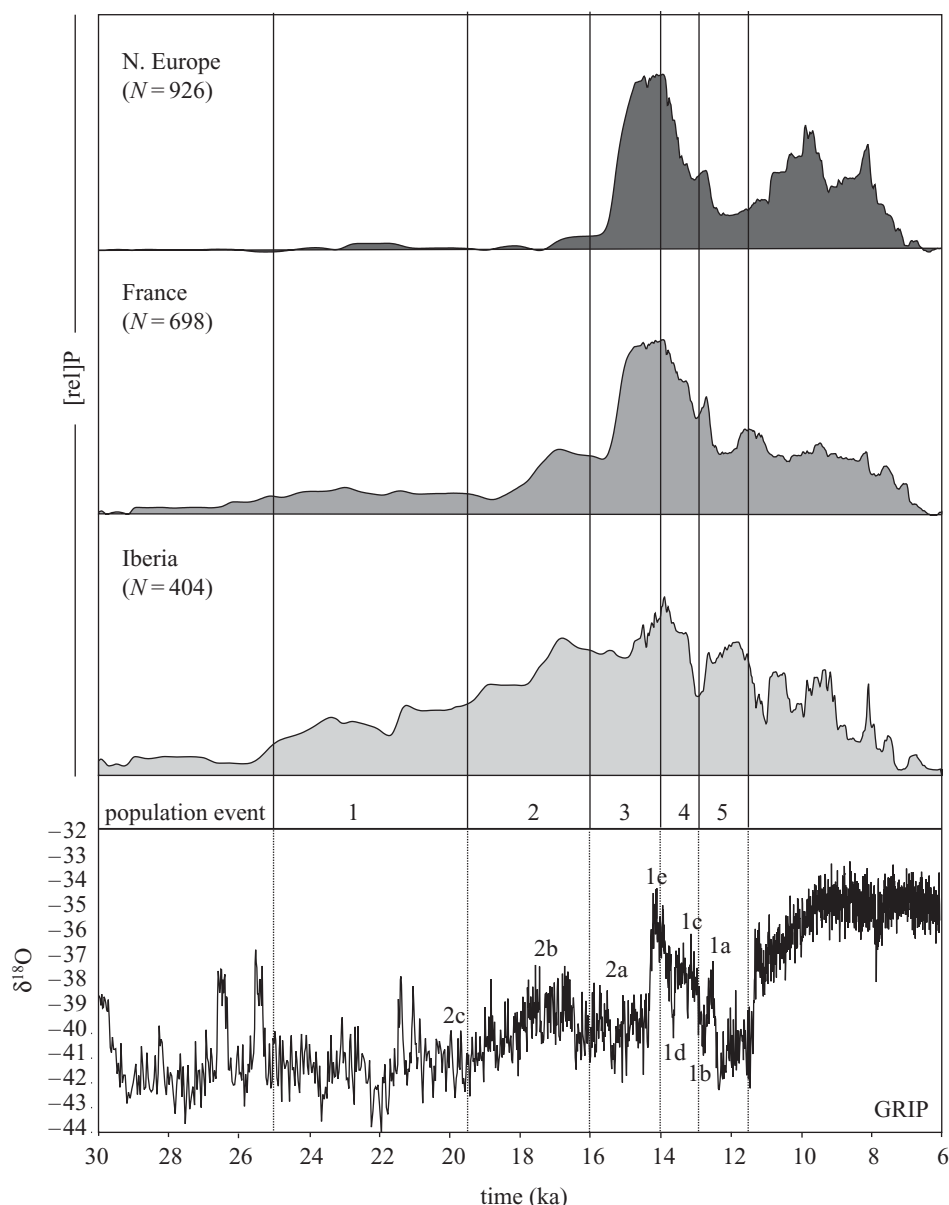 N. Europe
(N = 926)
France
(N = 698)
[rel]P
Iberia
(N = 404)
population event 1 2 3 4 5
−32
−33
−34
−35
−36
−37
−38
−39
−40
−41
−42
−43
−44
δ¹⁸O
2c
2b
2a
1e
1d
1c
1b
1a
GRIP
30 28 26 24 22 20 18 16 14 12 10 8 6
time (ka)